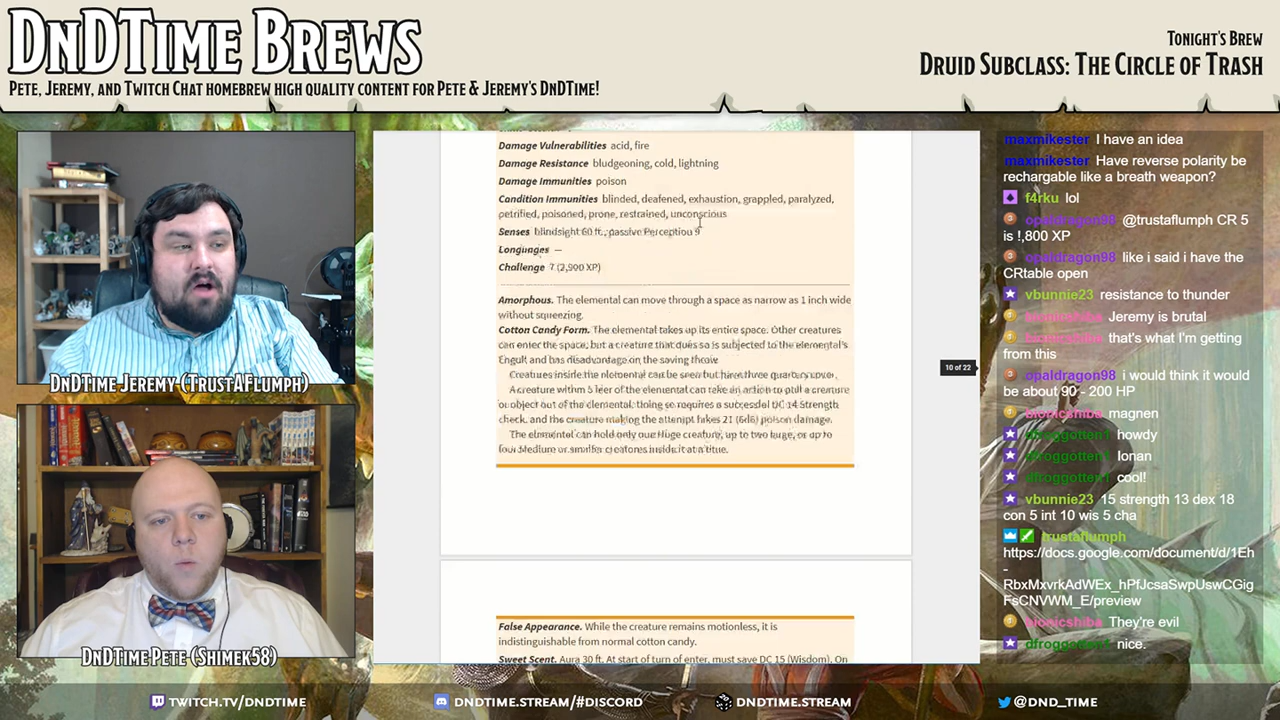 DnDTime Brews
Pete, Jeremy, and Twitch Chat homebrew high quality content for Pete & Jeremy's DnDTime!
Tonight's Brew
Druid Subclass: The Circle of Trash
DnDTime Jeremy (TrustAFlumph)
DnDTime Pete (Shimek58)
Damage Vulnerabilities acid, fire
Damage Resistance bludgeoning, cold, lightning
Damage Immunities poison
Condition Immunities blinded, deafened, exhaustion, grappled, paralyzed,
petrified, poisoned, prone, restrained, unconscious
Senses blindsight 60 ft., passive Perception 9
Languages —
Challenge 7 (2,900 XP)
Amorphous. The elemental can move through a space as narrow as 1 inch wide
without squeezing.
Cotton Candy Form. The elemental takes up its entire space. Other creatures
can enter the space, but a creature that does so is subjected to the elemental's
Engulf and has disadvantage on the saving throw.
Creatures inside the elemental can be seen but have three-quarters cover.
A creature within 5 feet of the elemental can take an action to pull a creature
or object out of the elemental, doing so requires a successful DC 14 Strength
check, and the creature making the attempt takes 21 (6d6) poison damage.
The elemental can hold only one Huge creature, up to two large, or up to
four Medium or smaller creatures inside it at a time.
10 of 22
False Appearance. While the creature remains motionless, it is
indistinguishable from normal cotton candy.
Sweet Scent. Aura 30 ft. At start of turn of enter, must save DC 15 (Wisdom). On
maxmikester I have an idea
maxmikester Have reverse polarity be
rechargable like a breath weapon?
f4rku lol
opaldragon98 @trustaflumph CR 5
is !,800 XP
opaldragon98 like i said i have the
CRtable open
vbunnie23 resistance to thunder
bionicshiba Jeremy is brutal
bionicshiba that's what I'm getting
from this
opaldragon98 i would think it would
be about 90 - 200 HP
bionicshiba magnen
dfroggotten1 howdy
dfroggotten1 Ionan
dfroggotten1 cool!
vbunnie23 15 strength 13 dex 18
con 5 int 10 wis 5 cha
trustaflumph
https://docs.google.com/document/d/1Eh
-
RbxMxvrkAdWEx_hPfJcsaSwpUswCGig
FsCNVWM_E/preview
bionicshiba They're evil
dfroggotten1 nice.
twitch.tv/dndtime
dndtime.stream/#discord
dndtime.stream
@dnd_time